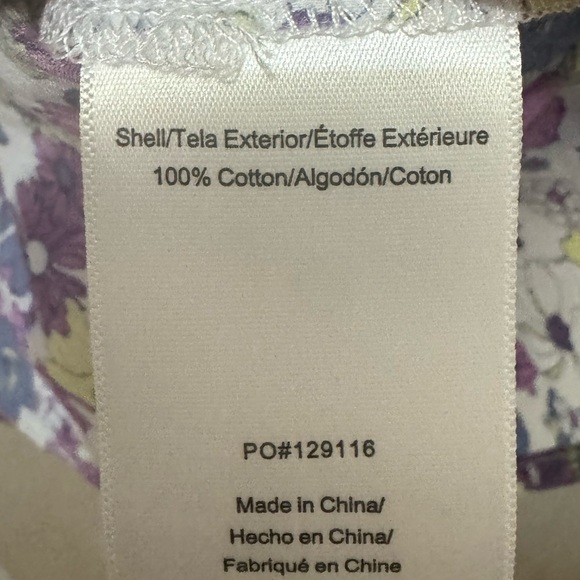 Shell/Tela Exterior/Étoffe Extérieure
100% Cotton/Algodón/Coton
PO#129116
Made in China/
Hecho en China/
Fabriqué en Chine